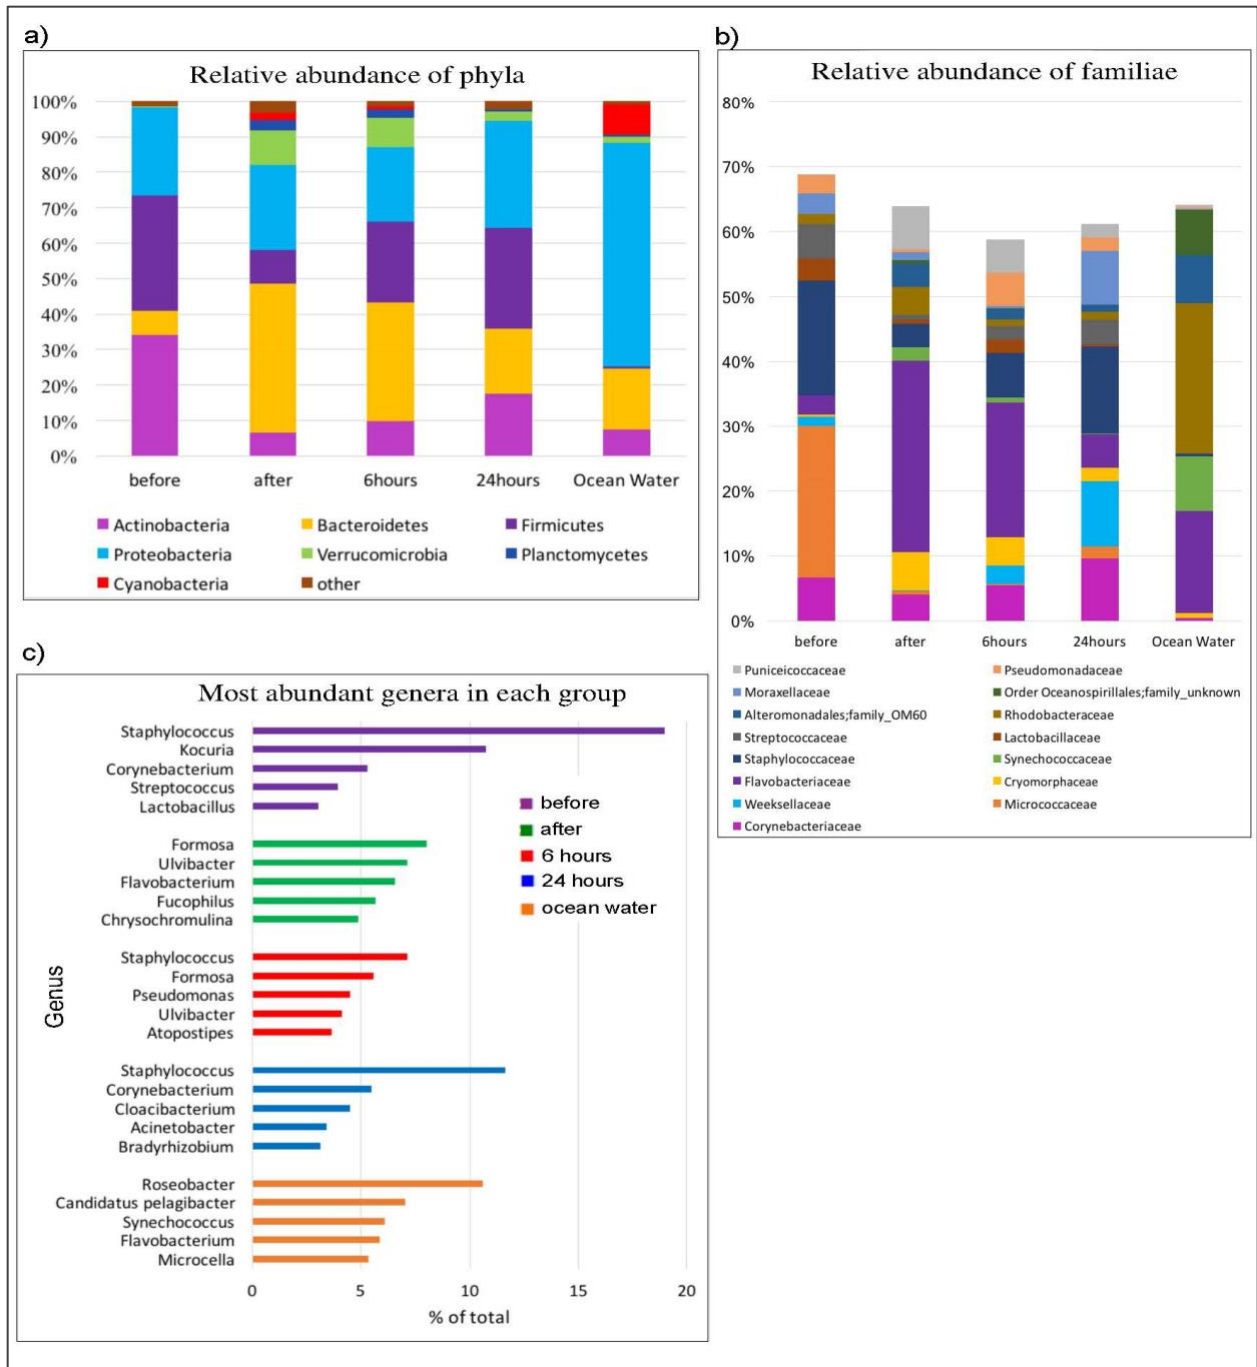 a)
Relative abundance of phyla
100%
90%
80%
70%
60%
50%
40%
30%
20%
10%
0%
before after 6hours 24hours Ocean Water
Actinobacteria Bacteroidetes Firmicutes
Proteobacteria Verrucomicrobia Planctomycetes
Cyanobacteria other
b)
Relative abundance of familiae
80%
70%
60%
50%
40%
30%
20%
10%
0%
before after 6hours 24hours Ocean Water
Puniceicoccaceae Pseudomonadaceae
Moraxellaceae Order Oceanospirillales;family_unknown
Alteromonadales;family_OM60 Rhodobacteraceae
Streptococcaceae Lactobacillaceae
Staphylococcaceae Synechococcaceae
Flavobacteriaceae Cryomorphaceae
Weeksellaceae Micrococcaceae
Corynebacteriaceae
c)
Most abundant genera in each group
Staphylococcus
Kocuria
Corynebacterium
Streptococcus
Lactobacillus
Formosa
Ulvibacter
Flavobacterium
Fucophilus
Chrysochromulina
Staphylococcus
Formosa
Pseudomonas
Ulvibacter
Atopostipes
Staphylococcus
Corynebacterium
Cloacibacterium
Acinetobacter
Bradyrhizobium
Roseobacter
Candidatus pelagibacter
Synechococcus
Flavobacterium
Microcella
Genus
before
after
6 hours
24 hours
ocean water
0 5 10 15 20
% of total